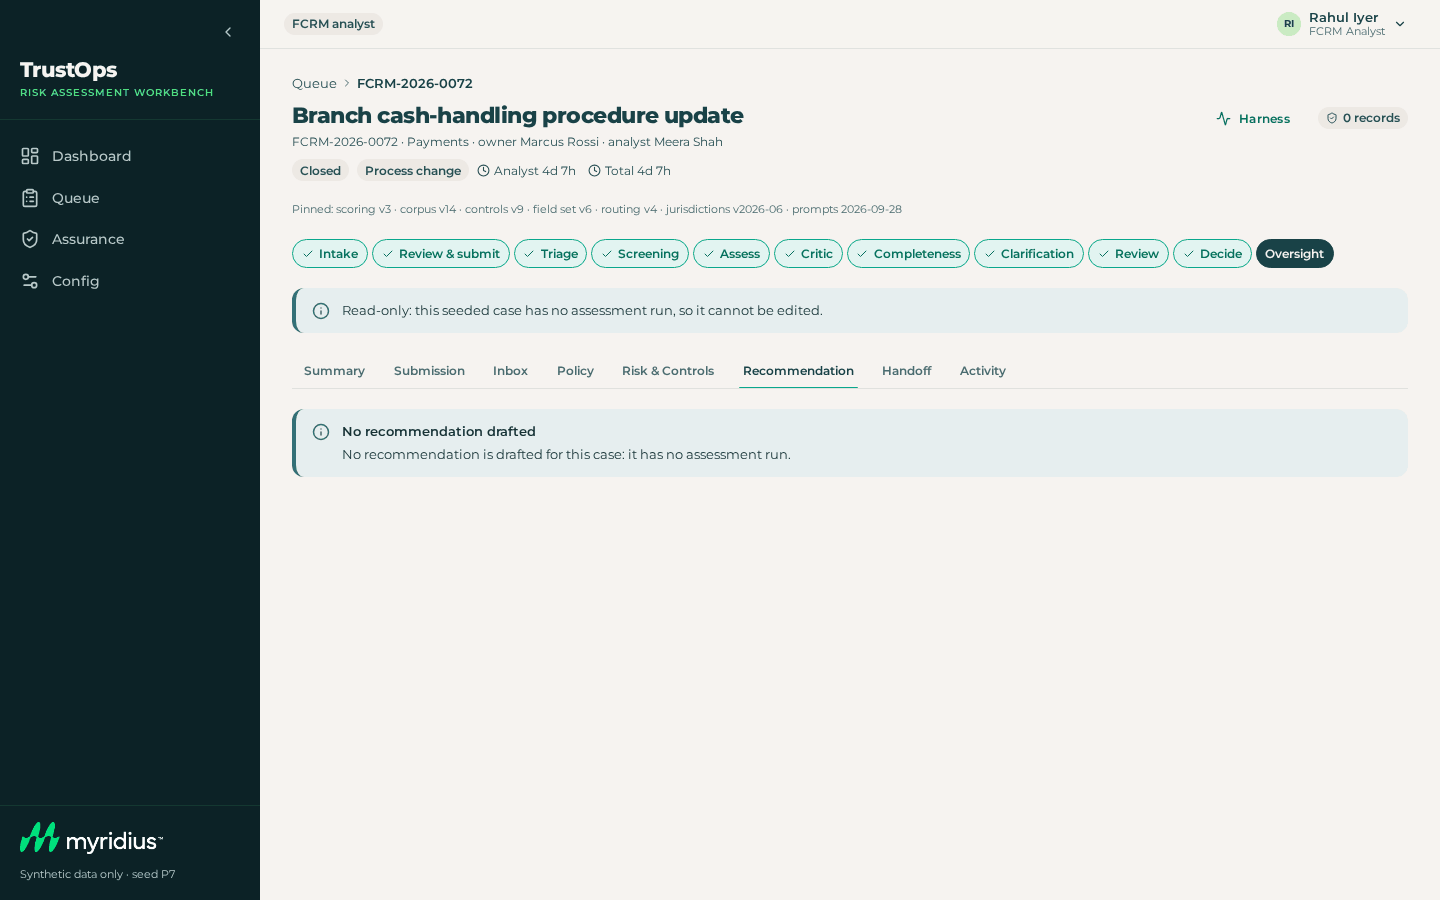 FCRM analyst
RI
Rahul Iyer
FCRM Analyst
TrustOps
RISK ASSESSMENT WORKBENCH
Dashboard
Queue
Assurance
Config
myridius™
Synthetic data only · seed P7
Queue > FCRM-2026-0072
Branch cash-handling procedure update
Harness
0 records
FCRM-2026-0072 · Payments · owner Marcus Rossi · analyst Meera Shah
Closed Process change Analyst 4d 7h Total 4d 7h
Pinned: scoring v3 · corpus v14 · controls v9 · field set v6 · routing v4 · jurisdictions v2026-06 · prompts 2026-09-28
Intake Review & submit Triage Screening Assess Critic Completeness Clarification Review Decide Oversight
Read-only: this seeded case has no assessment run, so it cannot be edited.
Summary Submission Inbox Policy Risk & Controls Recommendation Handoff Activity
No recommendation drafted
No recommendation is drafted for this case: it has no assessment run.